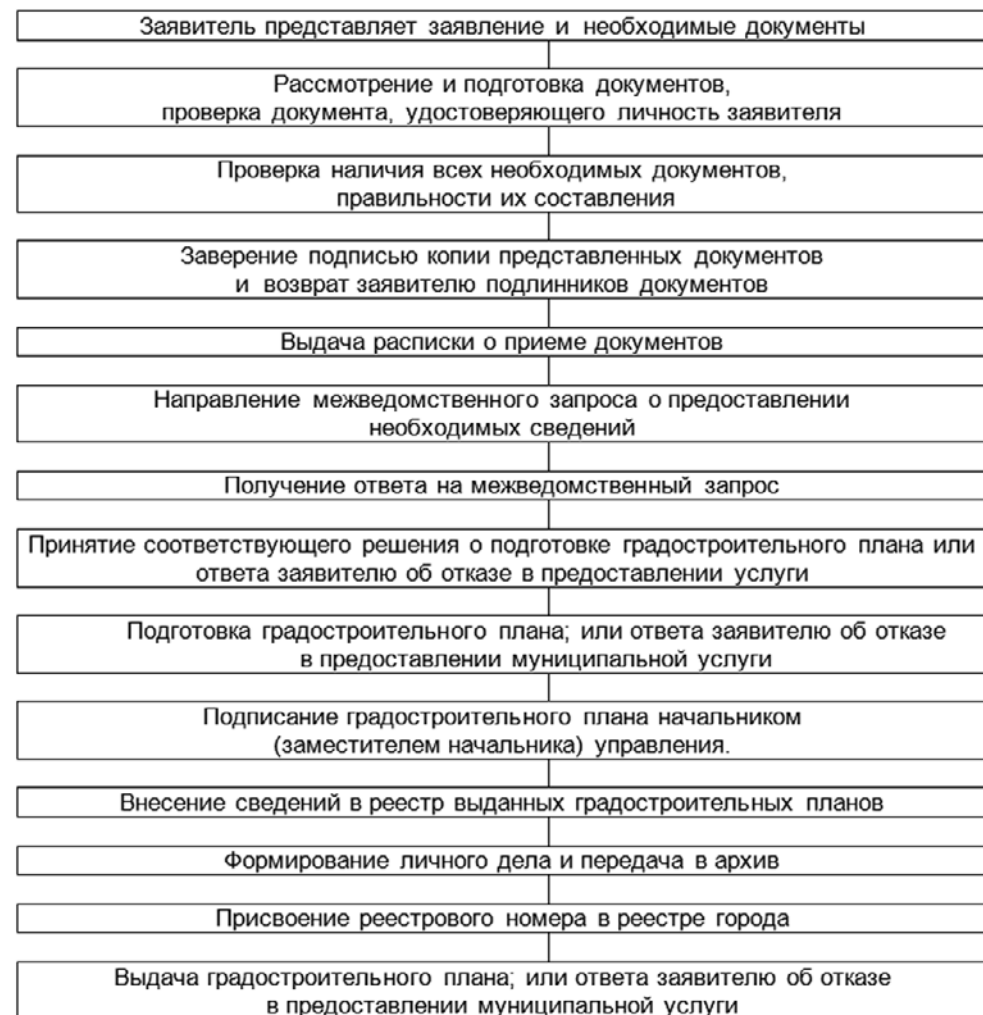 Заявитель представляет заявление и необходимые документы
Рассмотрение и подготовка документов,
проверка документа, удостоверяющего личность заявителя
Проверка наличия всех необходимых документов,
правильности их составления
Заверение подписью копии представленных документов
и возврат заявителю подлинников документов
Выдача расписки о приеме документов
Направление межведомственного запроса о предоставлении
необходимых сведений
Получение ответа на межведомственный запрос
Принятие соответствующего решения о подготовке градостроительного плана или
ответа заявителю об отказе в предоставлении услуги
Подготовка градостроительного плана; или ответа заявителю об отказе
в предоставлении муниципальной услуги
Подписание градостроительного плана начальником
(заместителем начальника) управления.
Внесение сведений в реестр выданных градостроительных планов
Формирование личного дела и передача в архив
Присвоение реестрового номера в реестре города
Выдача градостроительного плана; или ответа заявителю об отказе
в предоставлении муниципальной услуги